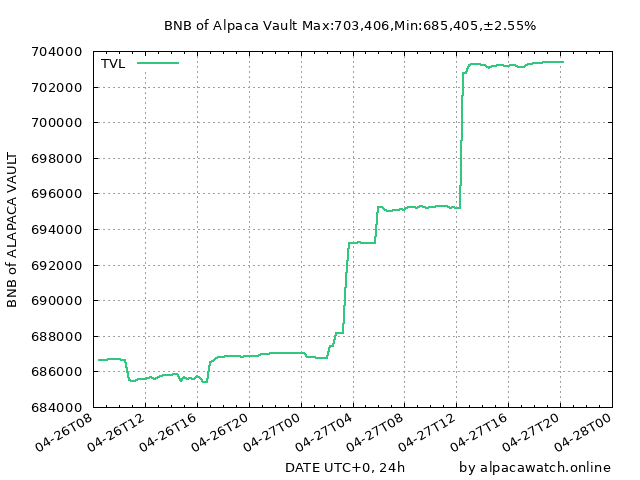 BNB of Alpaca Vault Max:703,406,Min:685,405,±2.55%
TVL
704000
702000
700000
698000
696000
694000
692000
690000
688000
686000
684000
BNB of ALAPACA VAULT
04-26T08
04-26T12
04-26T16
04-26T20
04-27T00
04-27T04
04-27T08
04-27T12
04-27T16
04-27T20
04-28T00
DATE UTC+0, 24h
by alpacawatch.online